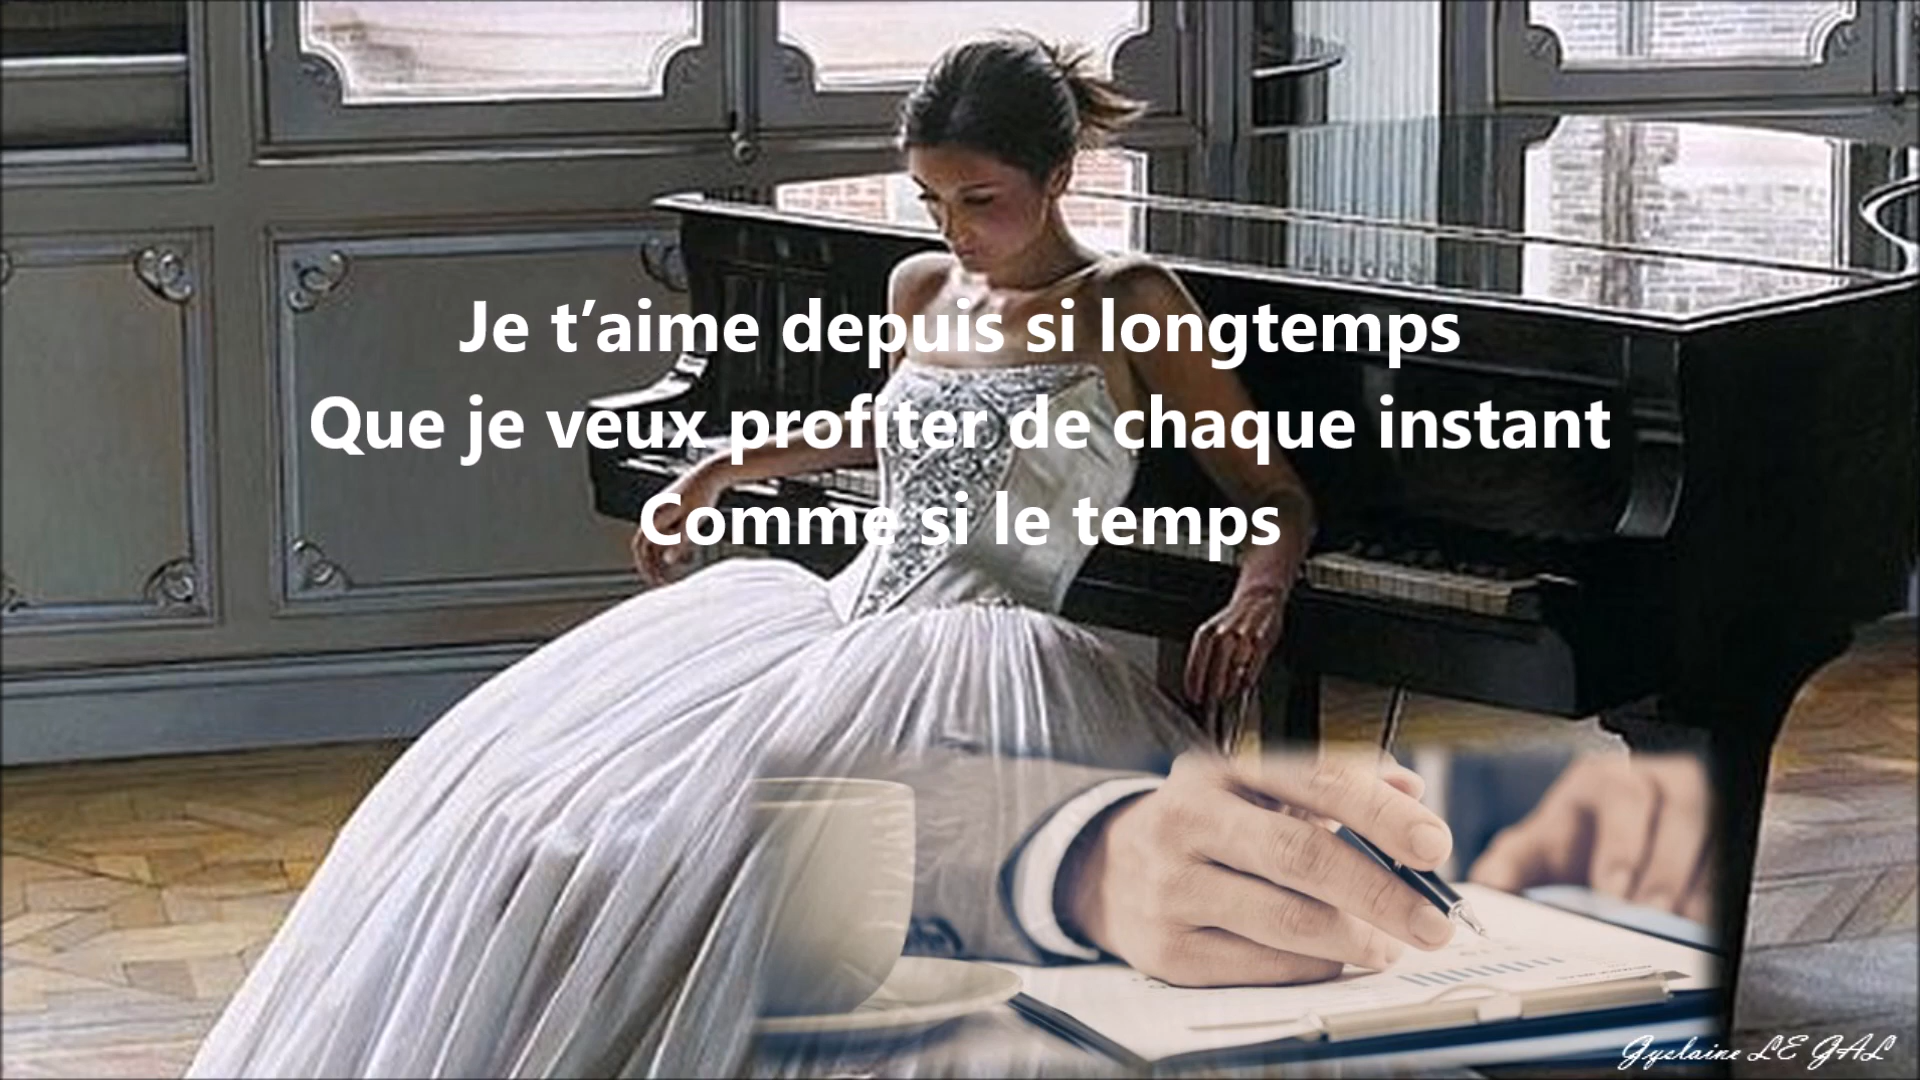 Je t’aime depuis si longtemps
Que je veux profiter de chaque instant
Comme si le temps
Gyslaine LE GAL